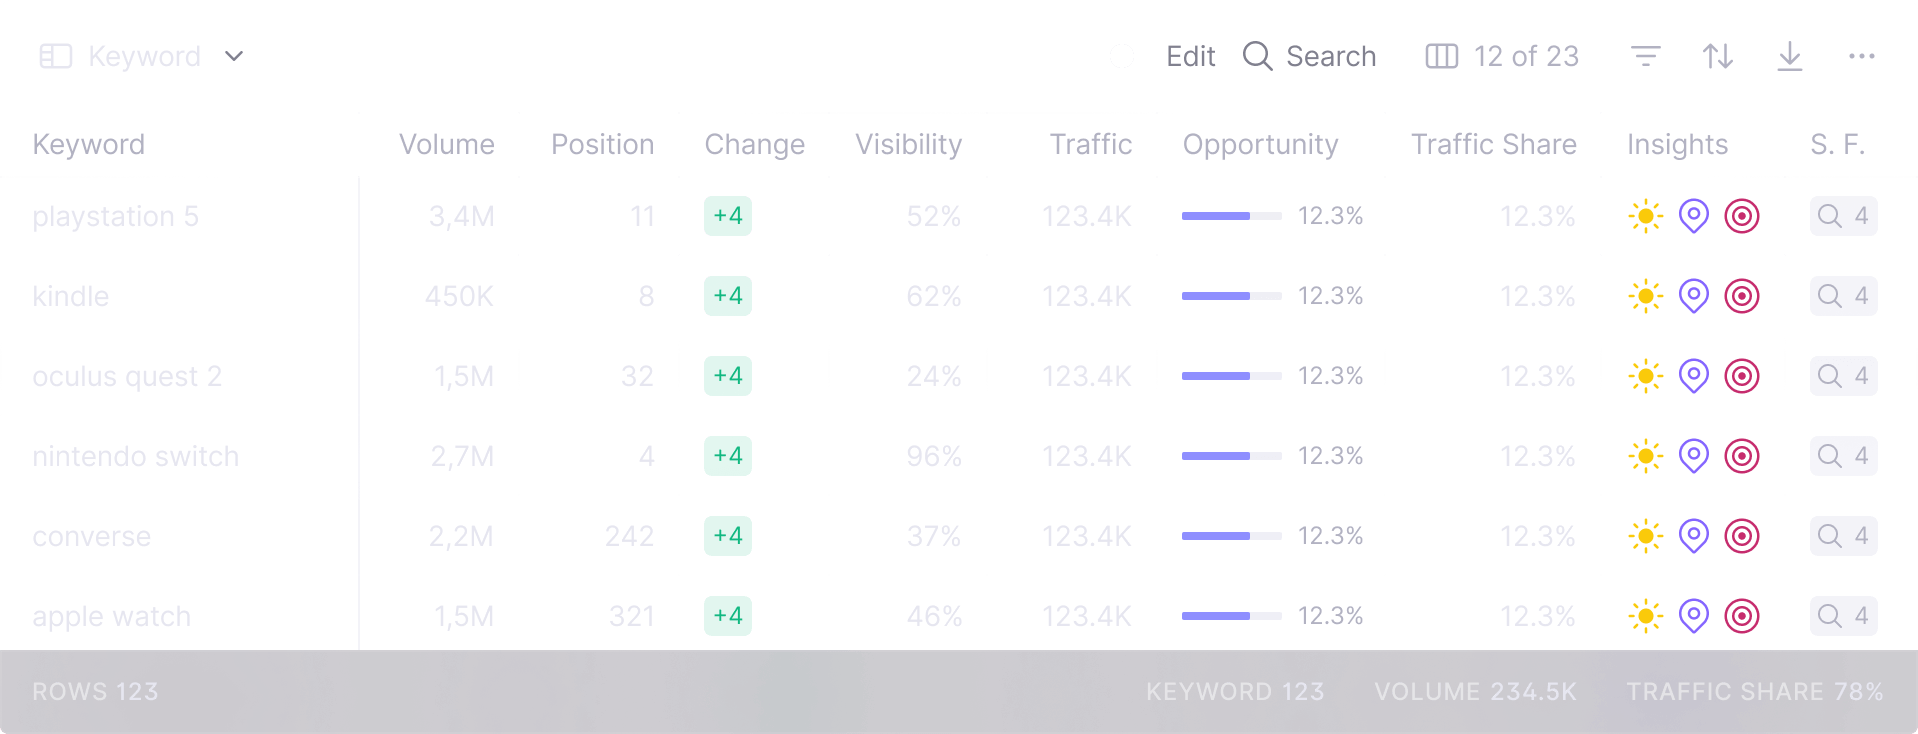 Keyword Edit Search 12 of 23
Keyword Volume Position Change Visibility Traffic Opportunity Traffic Share Insights S. F.
playstation 5 3,4M 11 +4 52% 123.4K 12.3% 12.3% 4
kindle 450K 8 +4 62% 123.4K 12.3% 12.3% 4
oculus quest 2 1,5M 32 +4 24% 123.4K 12.3% 12.3% 4
nintendo switch 2,7M 4 +4 96% 123.4K 12.3% 12.3% 4
converse 2,2M 242 +4 37% 123.4K 12.3% 12.3% 4
apple watch 1,5M 321 +4 46% 123.4K 12.3% 12.3% 4
ROWS 123 KEYWORD 123 VOLUME 234.5K TRAFFIC SHARE 78%